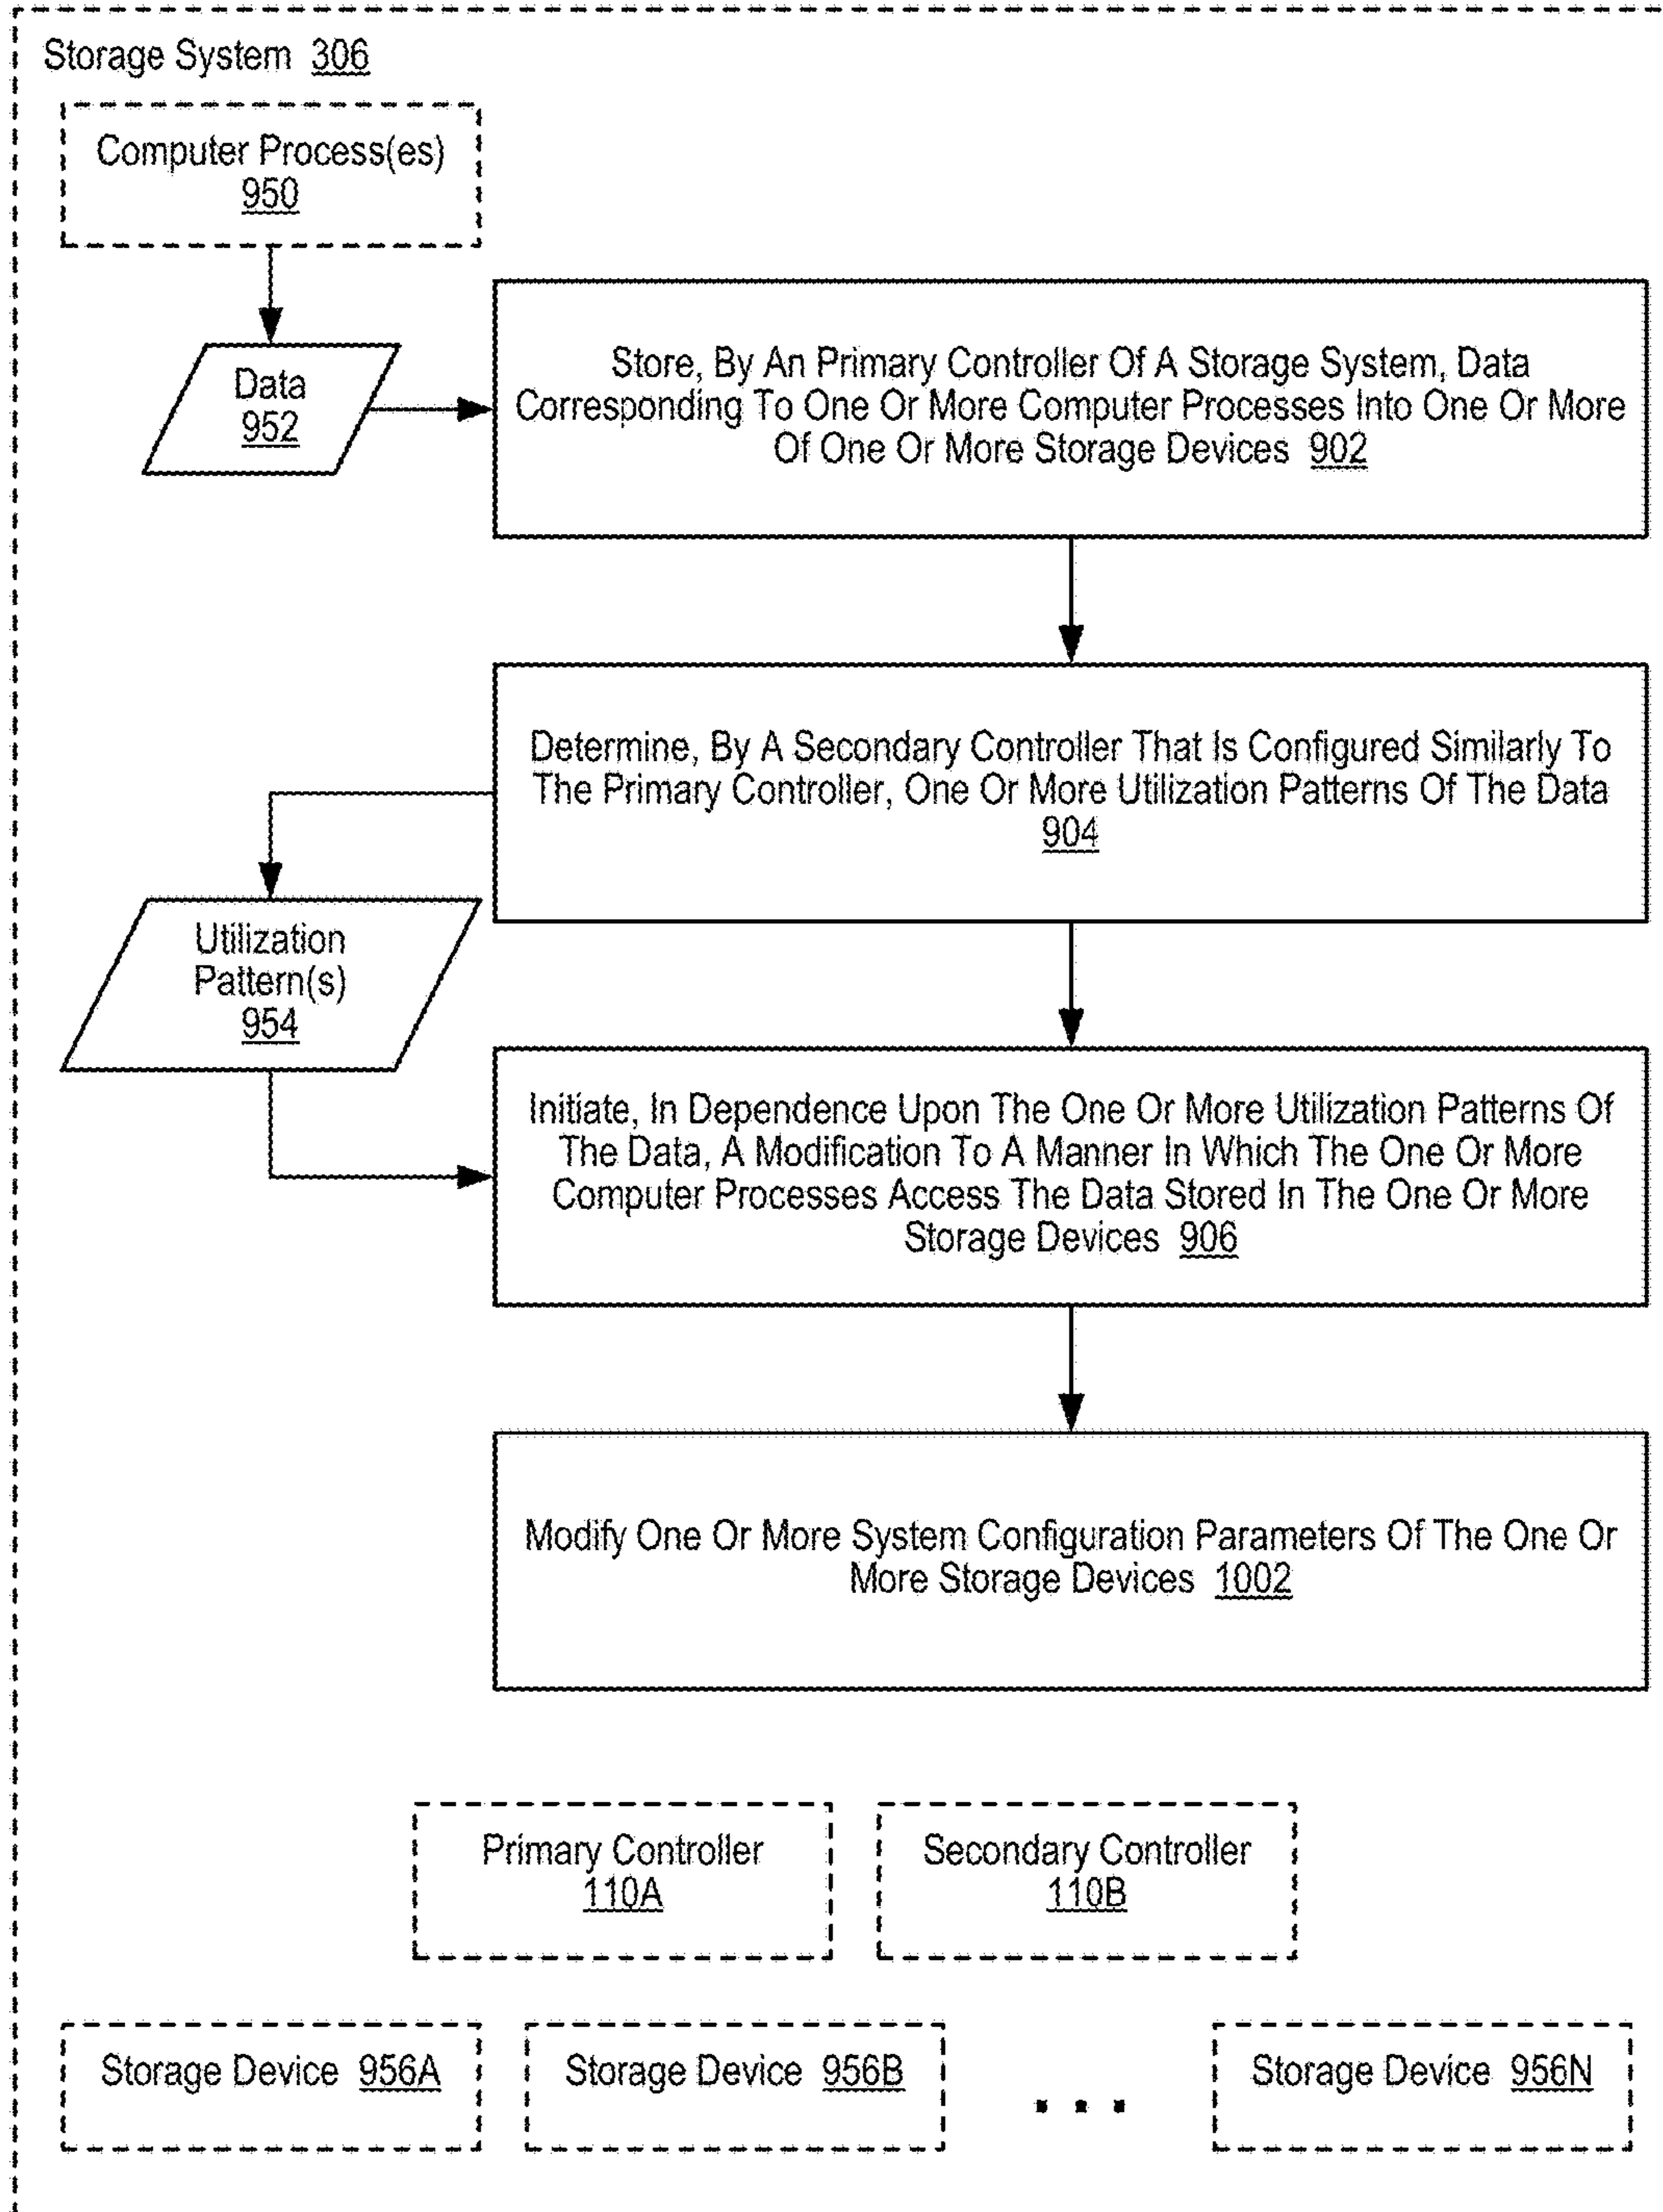 Storage System 306
Computer Process(es)
950
Data
952
Store, By An Primary Controller Of A Storage System, Data
Corresponding To One Or More Computer Processes Into One Or More
Of One Or More Storage Devices 902
Determine, By A Secondary Controller That Is Configured Similarly To
The Primary Controller, One Or More Utilization Patterns Of The Data
904
Utilization
Pattern(s)
954
Initiate, In Dependence Upon The One Or More Utilization Patterns Of
The Data, A Modification To A Manner In Which The One Or More
Computer Processes Access The Data Stored In The One Or More
Storage Devices 906
Modify One Or More System Configuration Parameters Of The One Or
More Storage Devices 1002
Primary Controller
110A
Secondary Controller
110B
Storage Device 956A
Storage Device 956B
. . .
Storage Device 956N